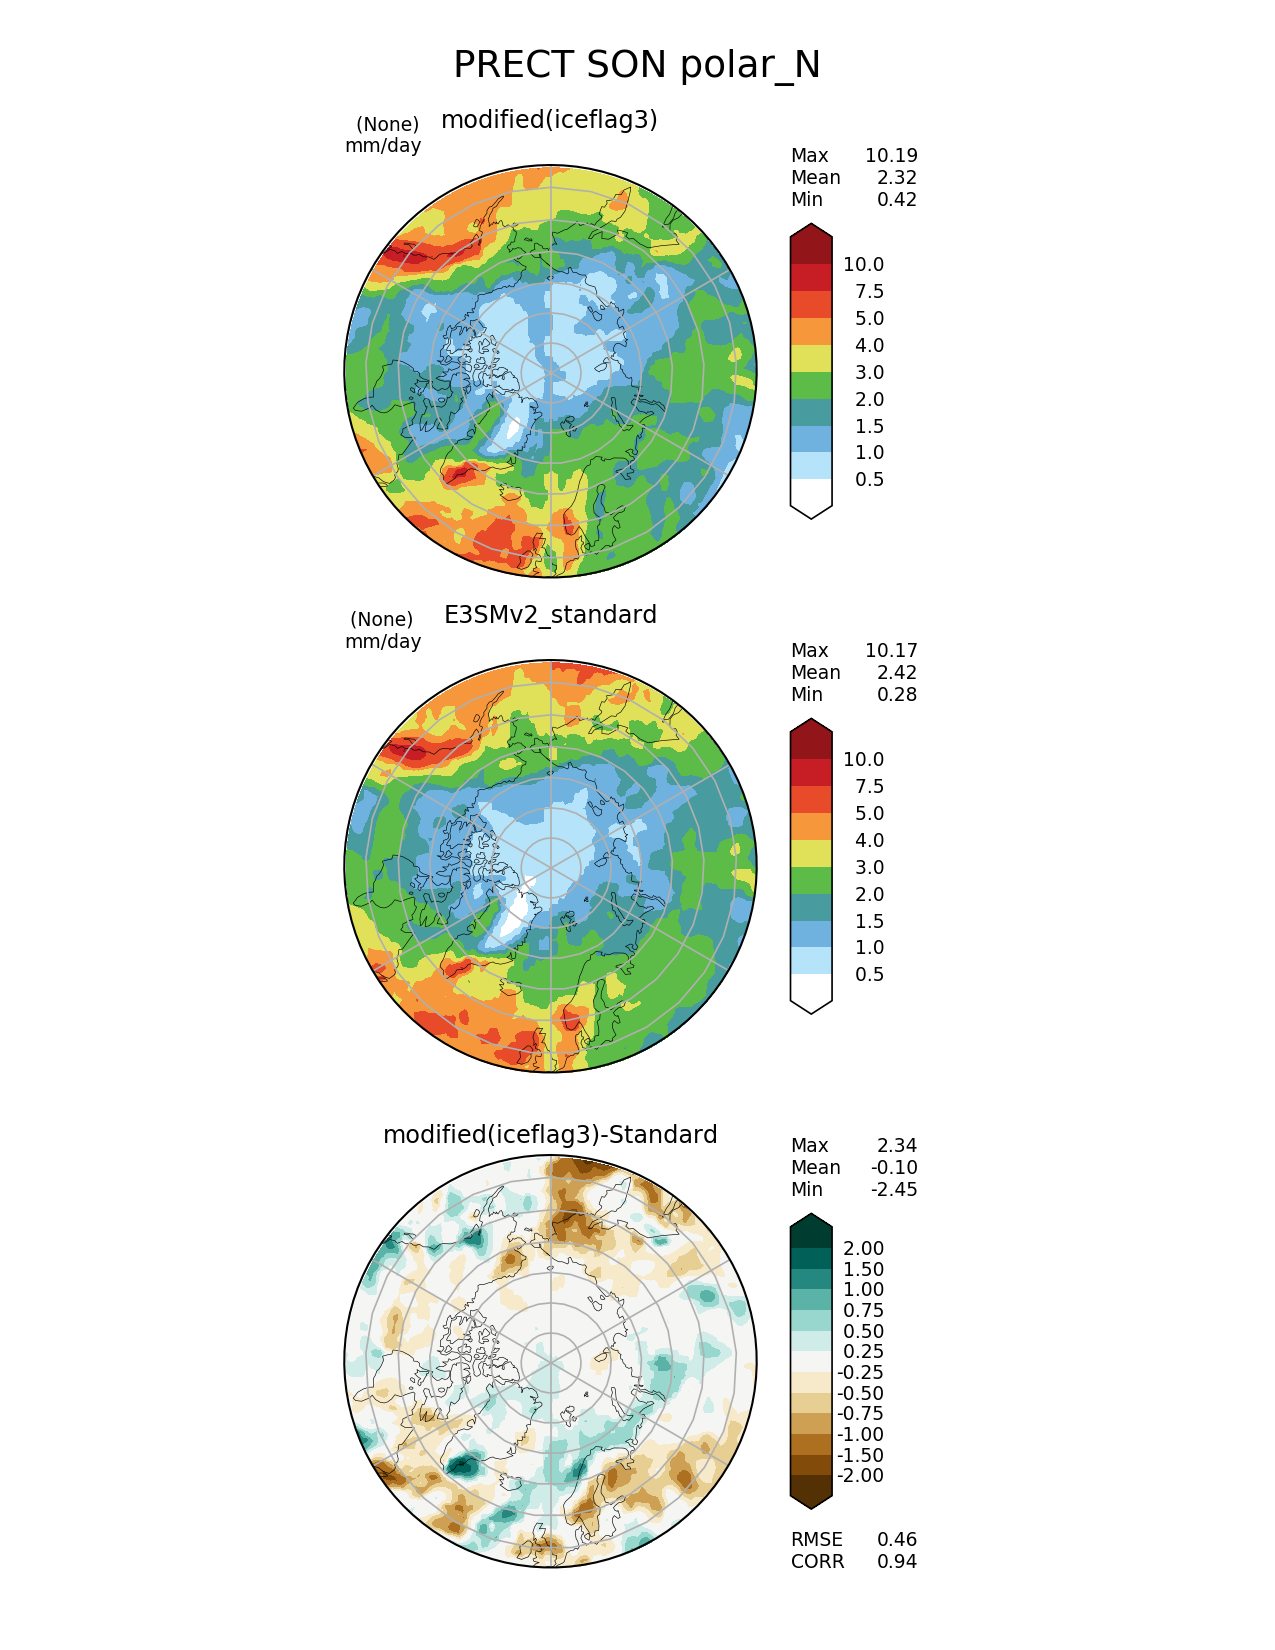 PRECT SON polar_N
(None)
mm/day
modified(iceflag3)
Max 10.19
Mean 2.32
Min 0.42
10.0
7.5
5.0
4.0
3.0
2.0
1.5
1.0
0.5
(None)
mm/day
E3SMv2_standard
Max 10.17
Mean 2.42
Min 0.28
10.0
7.5
5.0
4.0
3.0
2.0
1.5
1.0
0.5
modified(iceflag3)-Standard
Max 2.34
Mean -0.10
Min -2.45
2.00
1.50
1.00
0.75
0.50
0.25
-0.25
-0.50
-0.75
-1.00
-1.50
-2.00
RMSE 0.46
CORR 0.94